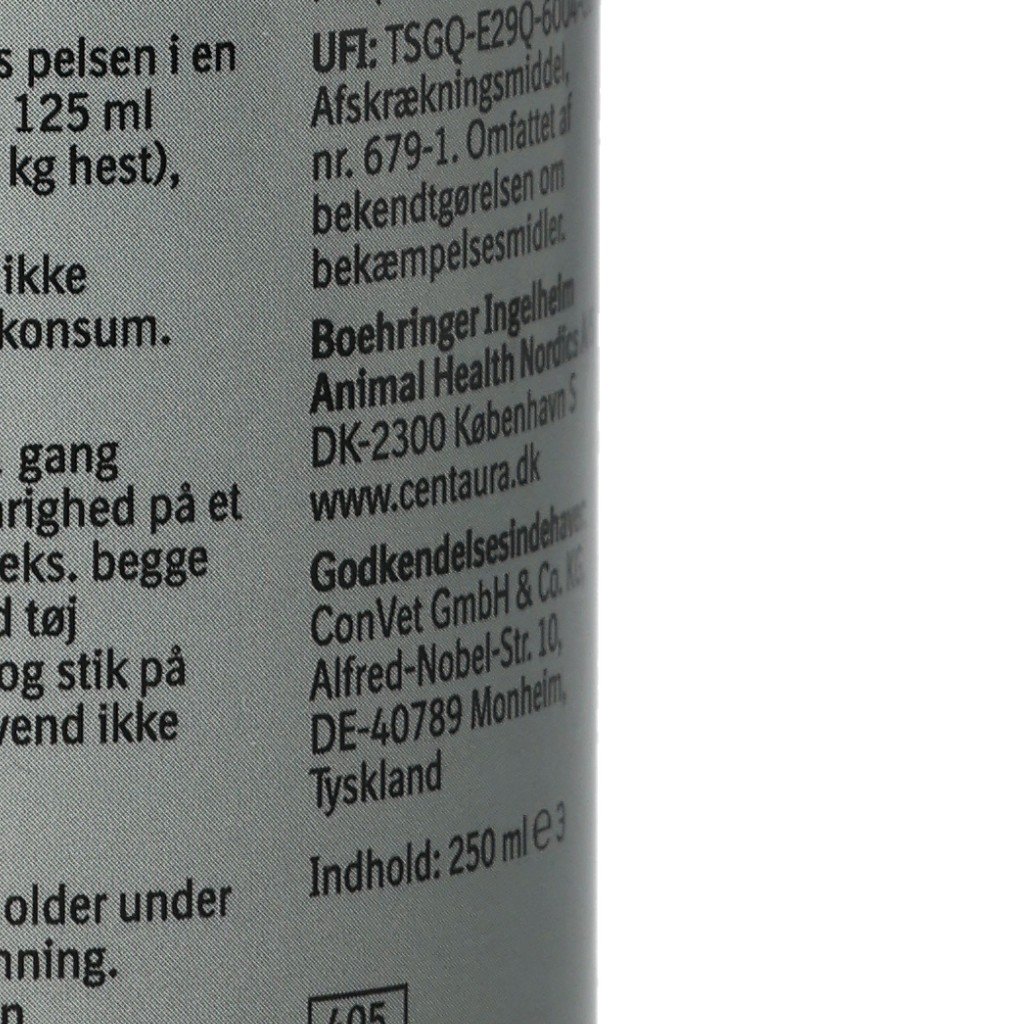 s pelsen i en
125 ml
kg hest),
ikke
konsum.
gang
righed på et
eks. begge
d tøj
og stik på
vend ikke
older under
nning.
UFI: TSGQ-E29Q-6004-
Afskrækningsmiddel,
nr. 679-1. Omfattet af
bekendtgørelsen om
bekæmpelsesmidler.
Boehringer Ingelheim
Animal Health Nordics
DK-2300 København S
www.centaura.dk
Godkendelsesindehaver
ConVet GmbH & Co. KG
Alfred-Nobel-Str. 10,
DE-40789 Monheim,
Tyskland
Indhold: 250 ml e 3
405